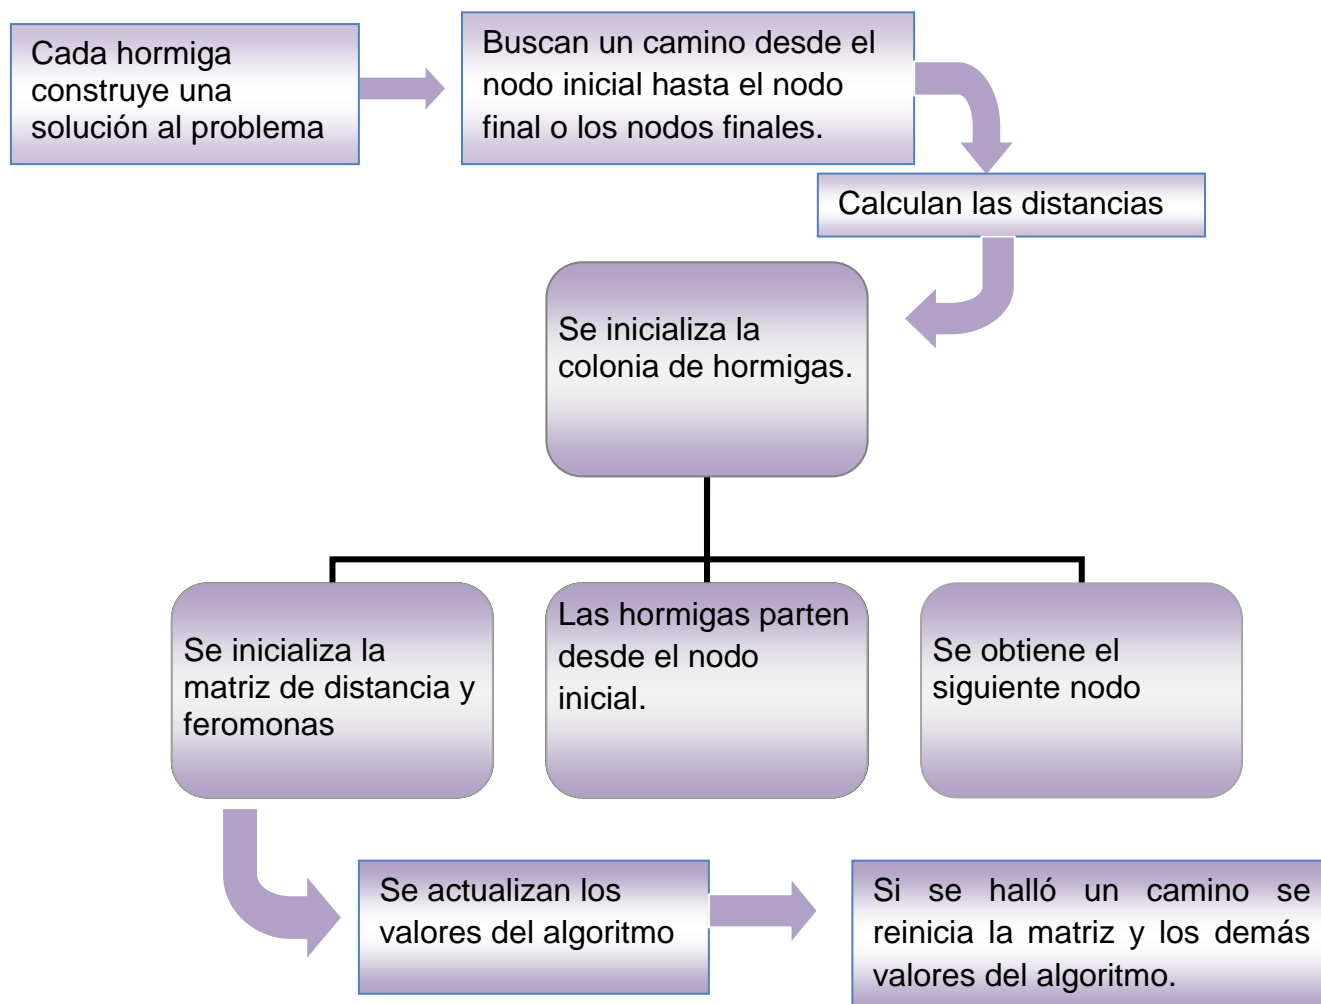 Cada hormiga
construye una
solución al problema
Buscan un camino desde el
nodo inicial hasta el nodo
final o los nodos finales.
Calculan las distancias
Se inicializa la
colonia de hormigas.
Se inicializa la
matriz de distancia y
feromonas
Las hormigas parten
desde el nodo
inicial.
Se obtiene el
siguiente nodo
Se actualizan los
valores del algoritmo
Si se halló un camino se
reinicia la matriz y los demás
valores del algoritmo.